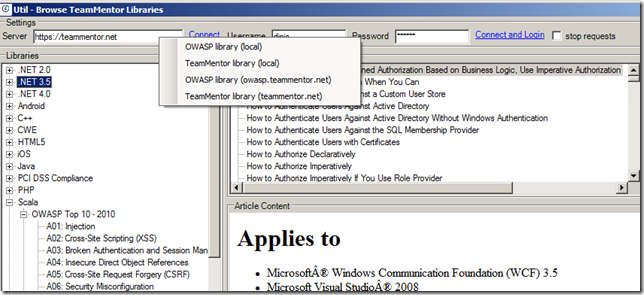 Util - Browse TeamMentor Libraries
Settings
Server https://teammentor.net Connect Username Password ****** Connect and Login stop requests
OWASP library (local)
TeamMentor library (local)
OWASP library (owasp.teammentor.net)
TeamMentor library (teammentor.net)
Libraries
.NET 2.0
.NET 3.5
.NET 4.0
Android
C++
CWE
HTML5
iOS
Java
PCI DSS Compliance
PHP
Scala
OWASP Top 10 - 2010
A01: Injection
A02: Cross-Site Scripting (XSS)
A03: Broken Authentication and Session Man
A04: Insecure Direct Object References
A05: Cross-Site Request Forgery (CSRF)
A06: Security Misconfiguration
ned Authorization Based on Business Logic, Use Imperative Authorization
When You Can
a Custom User Store
How to Authenticate Users Against Active Directory
How to Authenticate Users Against Active Directory Without Windows Authentication
How to Authenticate Users Against the SQL Membership Provider
How to Authenticate Users with Certificates
How to Authorize Declaratively
How to Authorize Imperatively
How to Authorize Imperatively If You Use Role Provider
Article Content
Applies to
MicrosoftÂ® Windows Communication Foundation (WCF) 3.5
Microsoft Visual StudioÂ® 2008